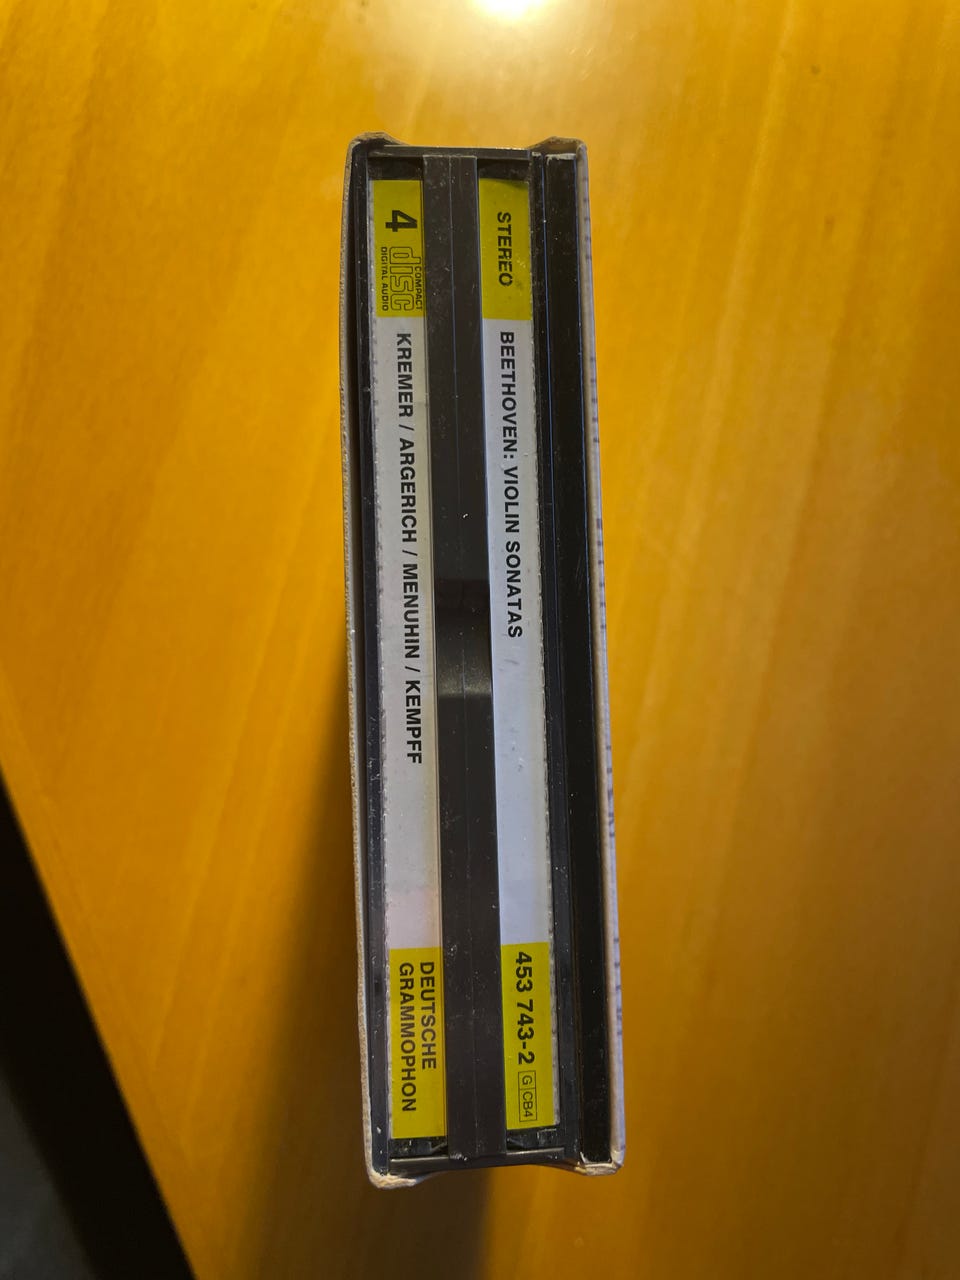 STEREO
BEETHOVEN: VIOLIN SONATAS
453 743-2 G CB4
4 COMPACT
disc
DIGITAL AUDIO
KREMER / ARGERICH / MENUHIN / KEMPFF
DEUTSCHE
GRAMMOPHON